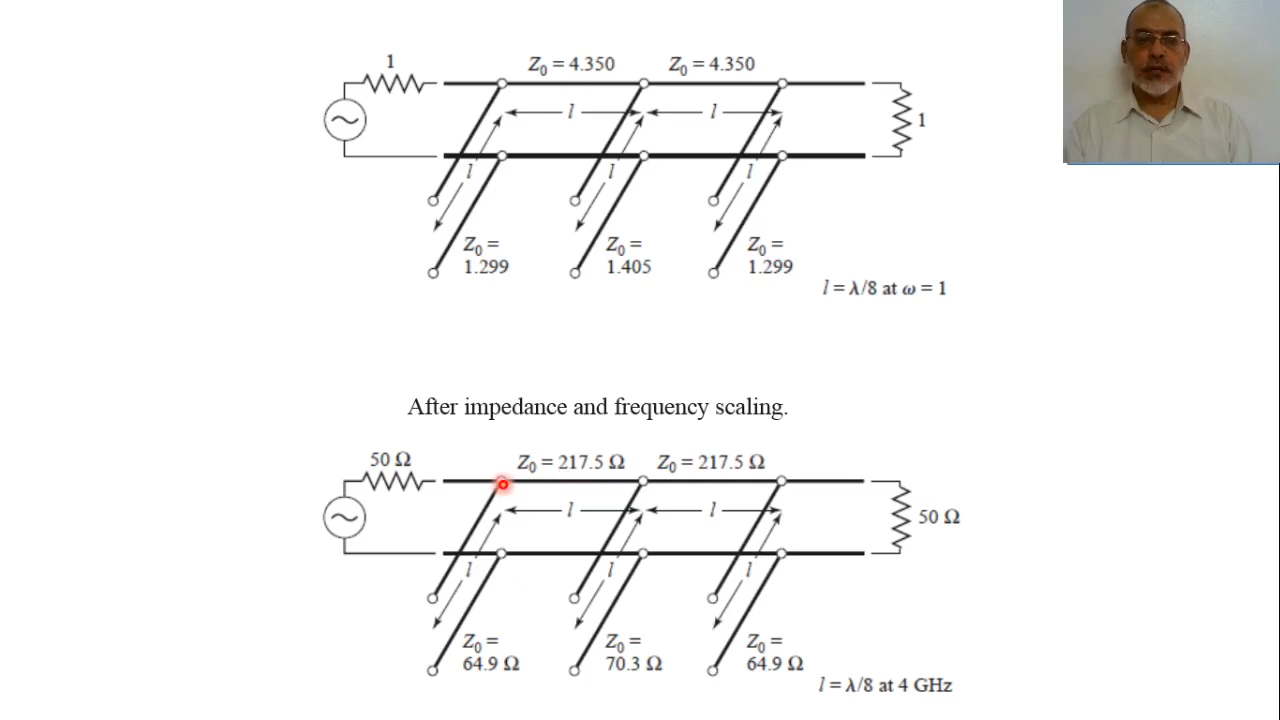 1
Z₀ = 4.350 Z₀ = 4.350
l l
1
l l l
Z₀ = Z₀ = Z₀ =
1.299 1.405 1.299
l = λ/8 at ω = 1
After impedance and frequency scaling.
50 Ω
Z₀ = 217.5 Ω Z₀ = 217.5 Ω
l l
50 Ω
l l l
Z₀ = Z₀ = Z₀ =
64.9 Ω 70.3 Ω 64.9 Ω
l = λ/8 at 4 GHz